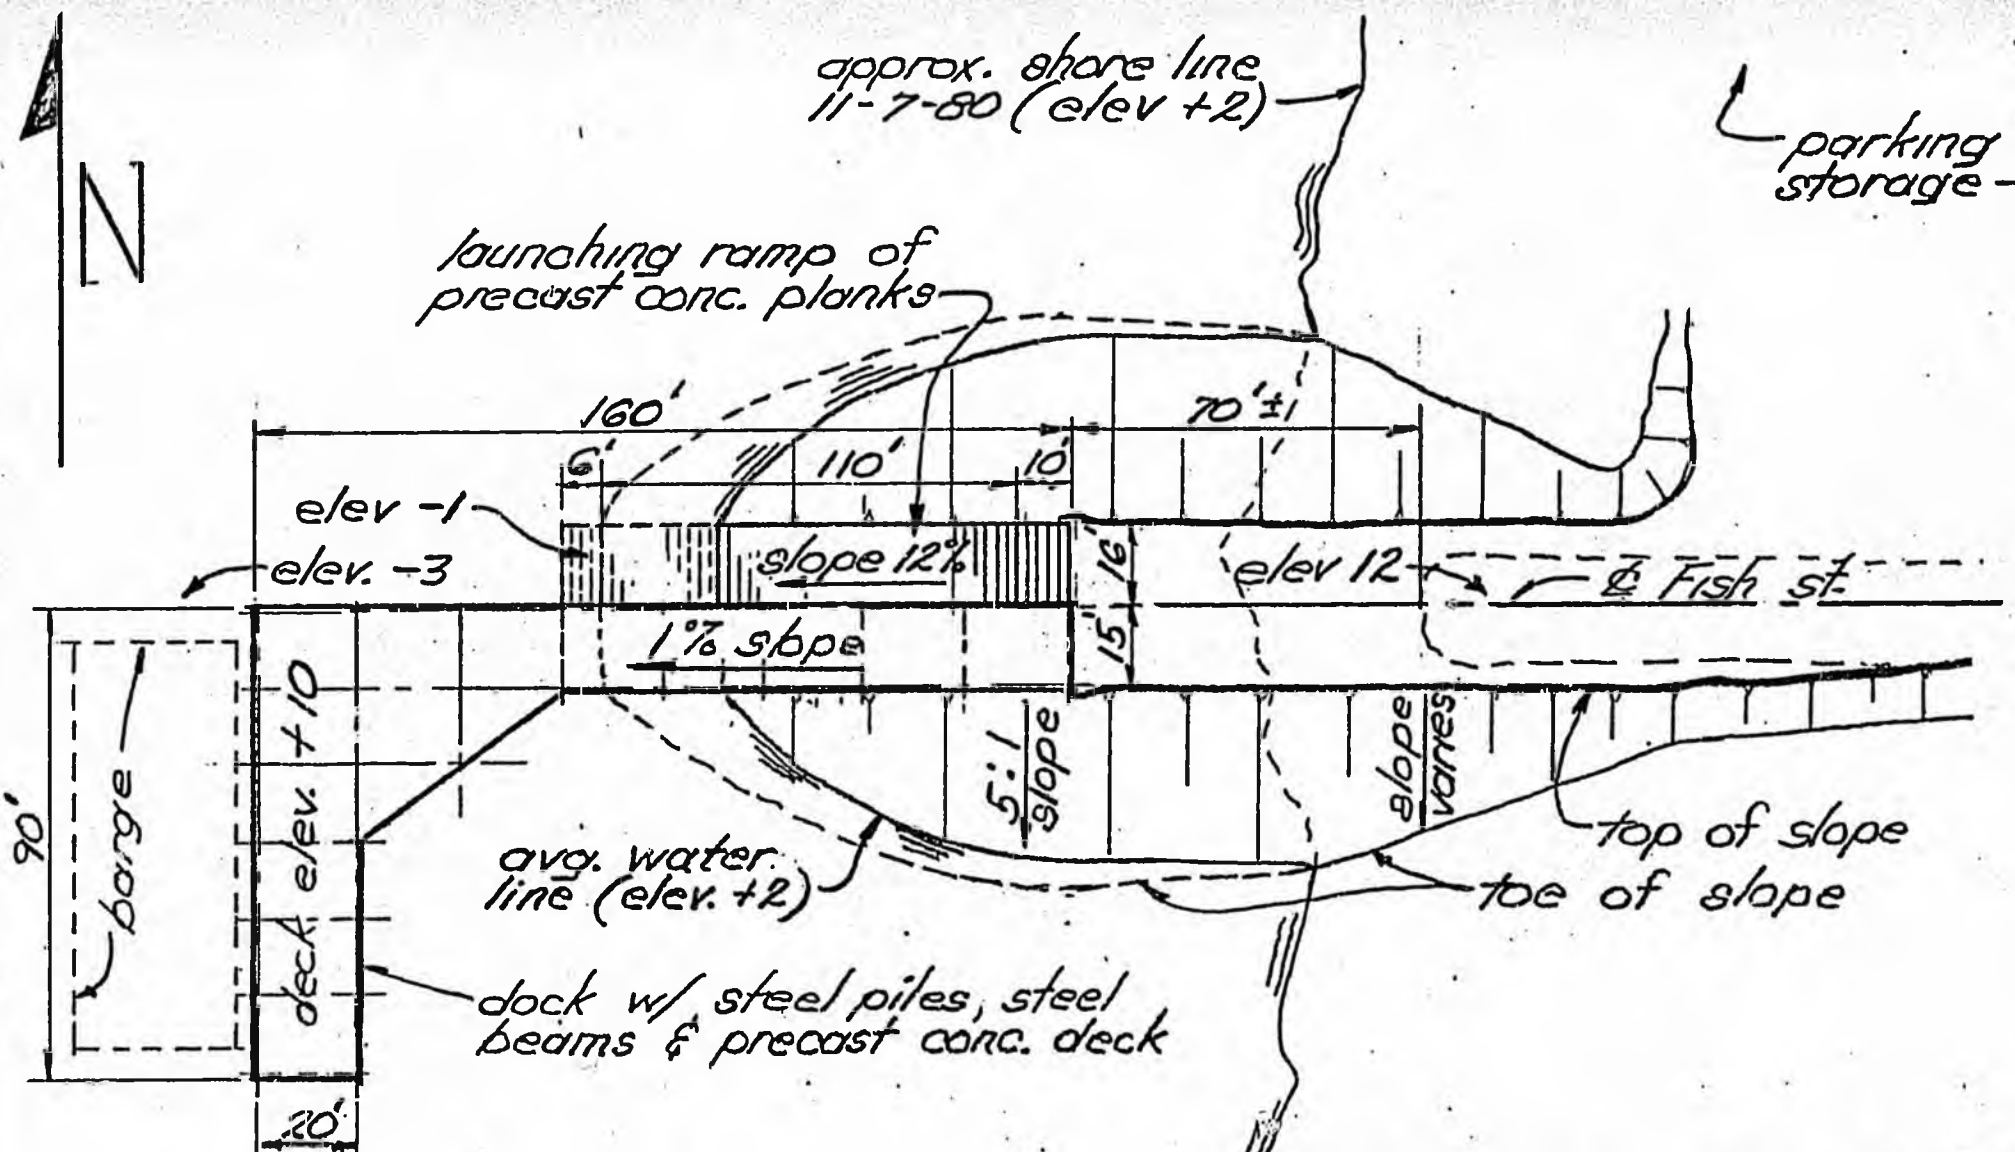 approx. shore line
11-7-80 (elev +2)
parking
storage -
N
launching ramp of
precast conc. planks
160'
70'±
6'
110'
10'
elev -1
elev. -3
slope 12%
16'
elev 12
℄ Fish st.
1% slope
15'
90'
barge
deck elev. +10
5:1
slope
slope
varies
top of slope
toe of slope
avg. water
line (elev. +2)
dock w/ steel piles, steel
beams & precast conc. deck
20'